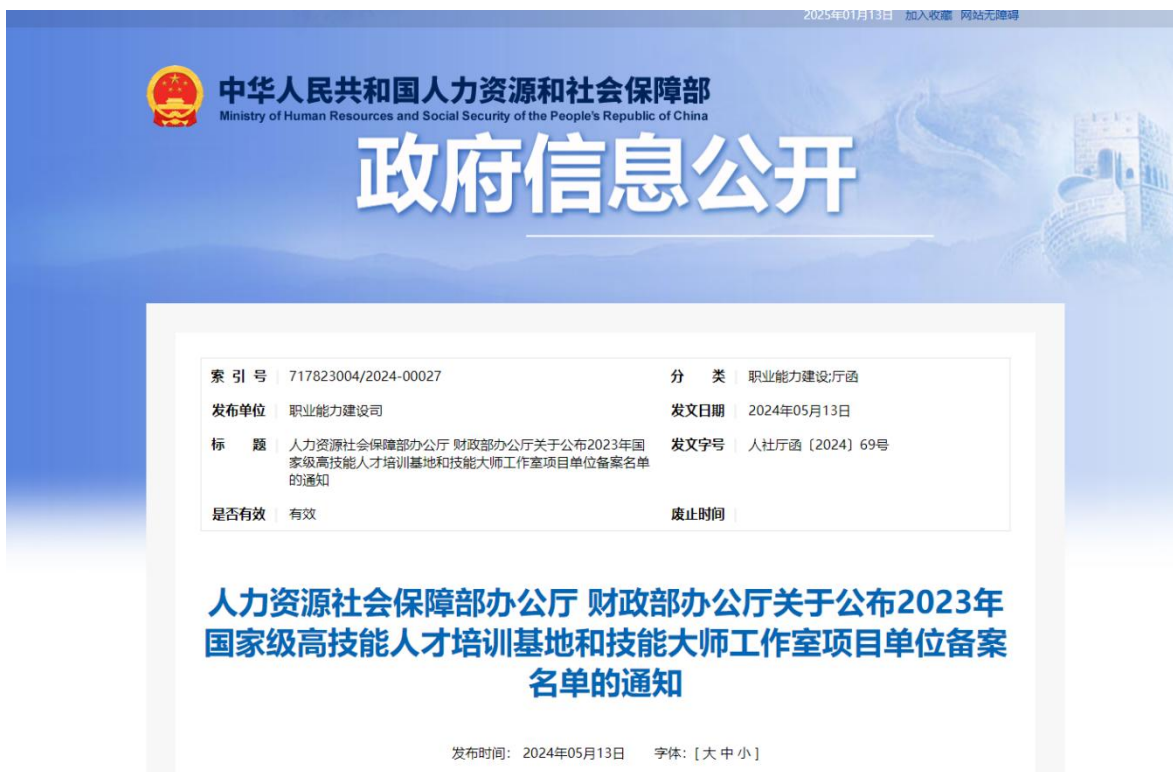 2025年01月13日 加入收藏 网站无障碍
中华人民共和国人力资源和社会保障部
Ministry of Human Resources and Social Security of the People's Republic of China
政府信息公开
索引号 717823004/2024-00027 分类 职业能力建设;厅函
发布单位 职业能力建设司 发文日期 2024年05月13日
标题 人力资源社会保障部办公厅 财政部办公厅关于公布2023年国 发文字号 人社厅函〔2024〕69号
家级高技能人才培训基地和技能大师工作室项目单位备案名单
的通知
是否有效 有效 废止时间
人力资源社会保障部办公厅 财政部办公厅关于公布2023年
国家级高技能人才培训基地和技能大师工作室项目单位备案
名单的通知
发布时间： 2024年05月13日 字体：[ 大 中 小 ]